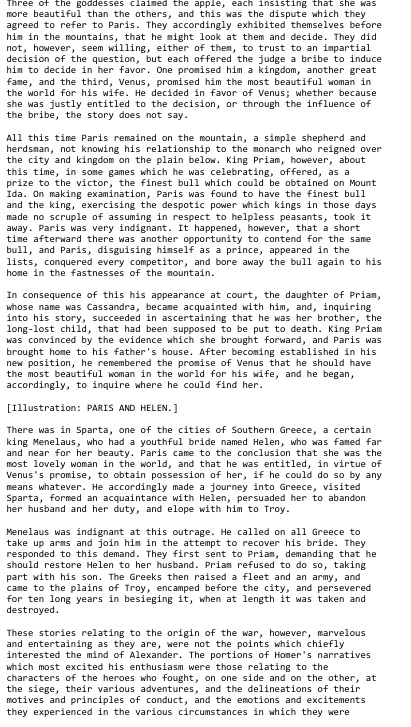 Three of the goddesses claimed the apple, each insisting that she was
more beautiful than the others, and this was the dispute which they
agreed to refer to Paris. They accordingly exhibited themselves before
him in the mountains, that he might look at them and decide. They did
not, however, seem willing, either of them, to trust to an impartial
decision of the question, but each offered the judge a bribe to induce
him to decide in her favor. One promised him a kingdom, another great
fame, and the third, Venus, promised him the most beautiful woman in
the world for his wife. He decided in favor of Venus; whether because
she was justly entitled to the decision, or through the influence of
the bribe, the story does not say.

All this time Paris remained on the mountain, a simple shepherd and
herdsman, not knowing his relationship to the monarch who reigned over
the city and kingdom on the plain below. King Priam, however, about
this time, in some games which he was celebrating, offered, as a
prize to the victor, the finest bull which could be obtained on Mount
Ida. On making examination, Paris was found to have the finest bull
and the king, exercising the despotic power which kings in those days
made no scruple of assuming in respect to helpless peasants, took it
away. Paris was very indignant. It happened, however, that a short
time afterward there was another opportunity to contend for the same
bull, and Paris, disguising himself as a prince, appeared in the
lists, conquered every competitor, and bore away the bull again to his
home in the fastnesses of the mountain.

In consequence of this his appearance at court, the daughter of Priam,
whose name was Cassandra, became acquainted with him, and, inquiring
into his story, succeeded in ascertaining that he was her brother, the
long-lost child, that had been supposed to be put to death. King Priam
was convinced by the evidence which she brought forward, and Paris was
brought home to his father's house. After becoming established in his
new position, he remembered the promise of Venus that he should have
the most beautiful woman in the world for his wife, and he began,
accordingly, to inquire where he could find her.

[Illustration: PARIS AND HELEN.]

There was in Sparta, one of the cities of Southern Greece, a certain
king Menelaus, who had a youthful bride named Helen, who was famed far
and near for her beauty. Paris came to the conclusion that she was the
most lovely woman in the world, and that he was entitled, in virtue of
Venus's promise, to obtain possession of her, if he could do so by any
means whatever. He accordingly made a journey into Greece, visited
Sparta, formed an acquaintance with Helen, persuaded her to abandon
her husband and her duty, and elope with him to Troy.

Menelaus was indignant at this outrage. He called on all Greece to
take up arms and join him in the attempt to recover his bride. They
responded to this demand. They first sent to Priam, demanding that he
should restore Helen to her husband. Priam refused to do so, taking
part with his son. The Greeks then raised a fleet and an army, and
came to the plains of Troy, encamped before the city, and persevered
for ten long years in besieging it, when at length it was taken and
destroyed.

These stories relating to the origin of the war, however, marvelous
and entertaining as they are, were not the points which chiefly
interested the mind of Alexander. The portions of Homer's narratives
which most excited his enthusiasm were those relating to the
characters of the heroes who fought, on one side and on the other, at
the siege, their various adventures, and the delineations of their
motives and principles of conduct, and the emotions and excitements
they experienced in the various circumstances in which they were